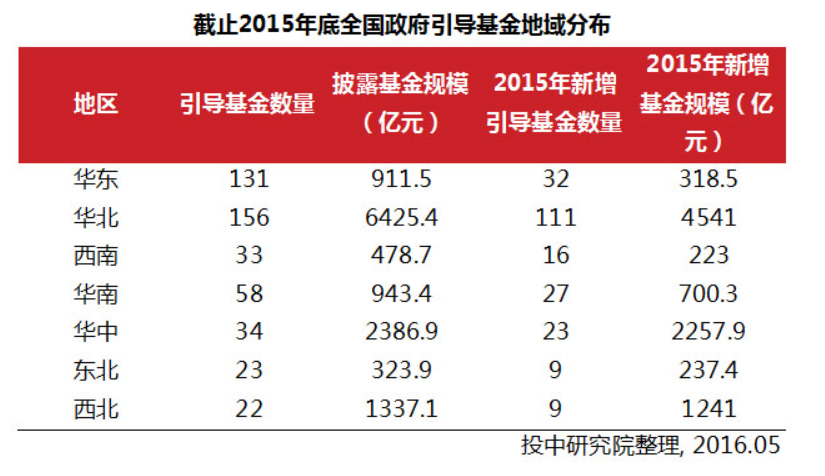 截止2015年底全国政府引导基金地域分布
地区 引导基金数量 披露基金规模（亿元） 2015年新增引导基金数量 2015年新增基金规模（亿元）
华东 131 911.5 32 318.5
华北 156 6425.4 111 4541
西南 33 478.7 16 223
华南 58 943.4 27 700.3
华中 34 2386.9 23 2257.9
东北 23 323.9 9 237.4
西北 22 1337.1 9 1241
投中研究院整理, 2016.05